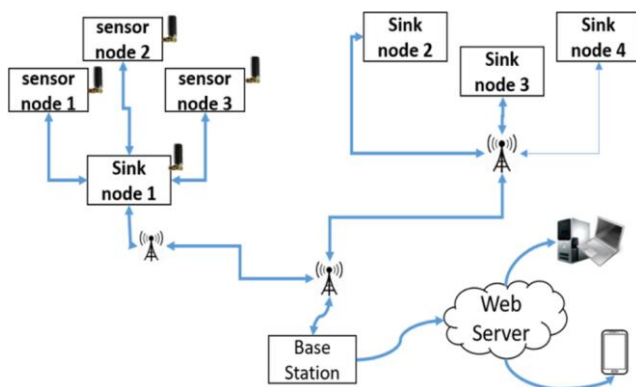 sensor
node 2
sensor
node 1
sensor
node 3
Sink
node 1
Sink
node 2
Sink
node 3
Sink
node 4
Base
Station
Web
Server